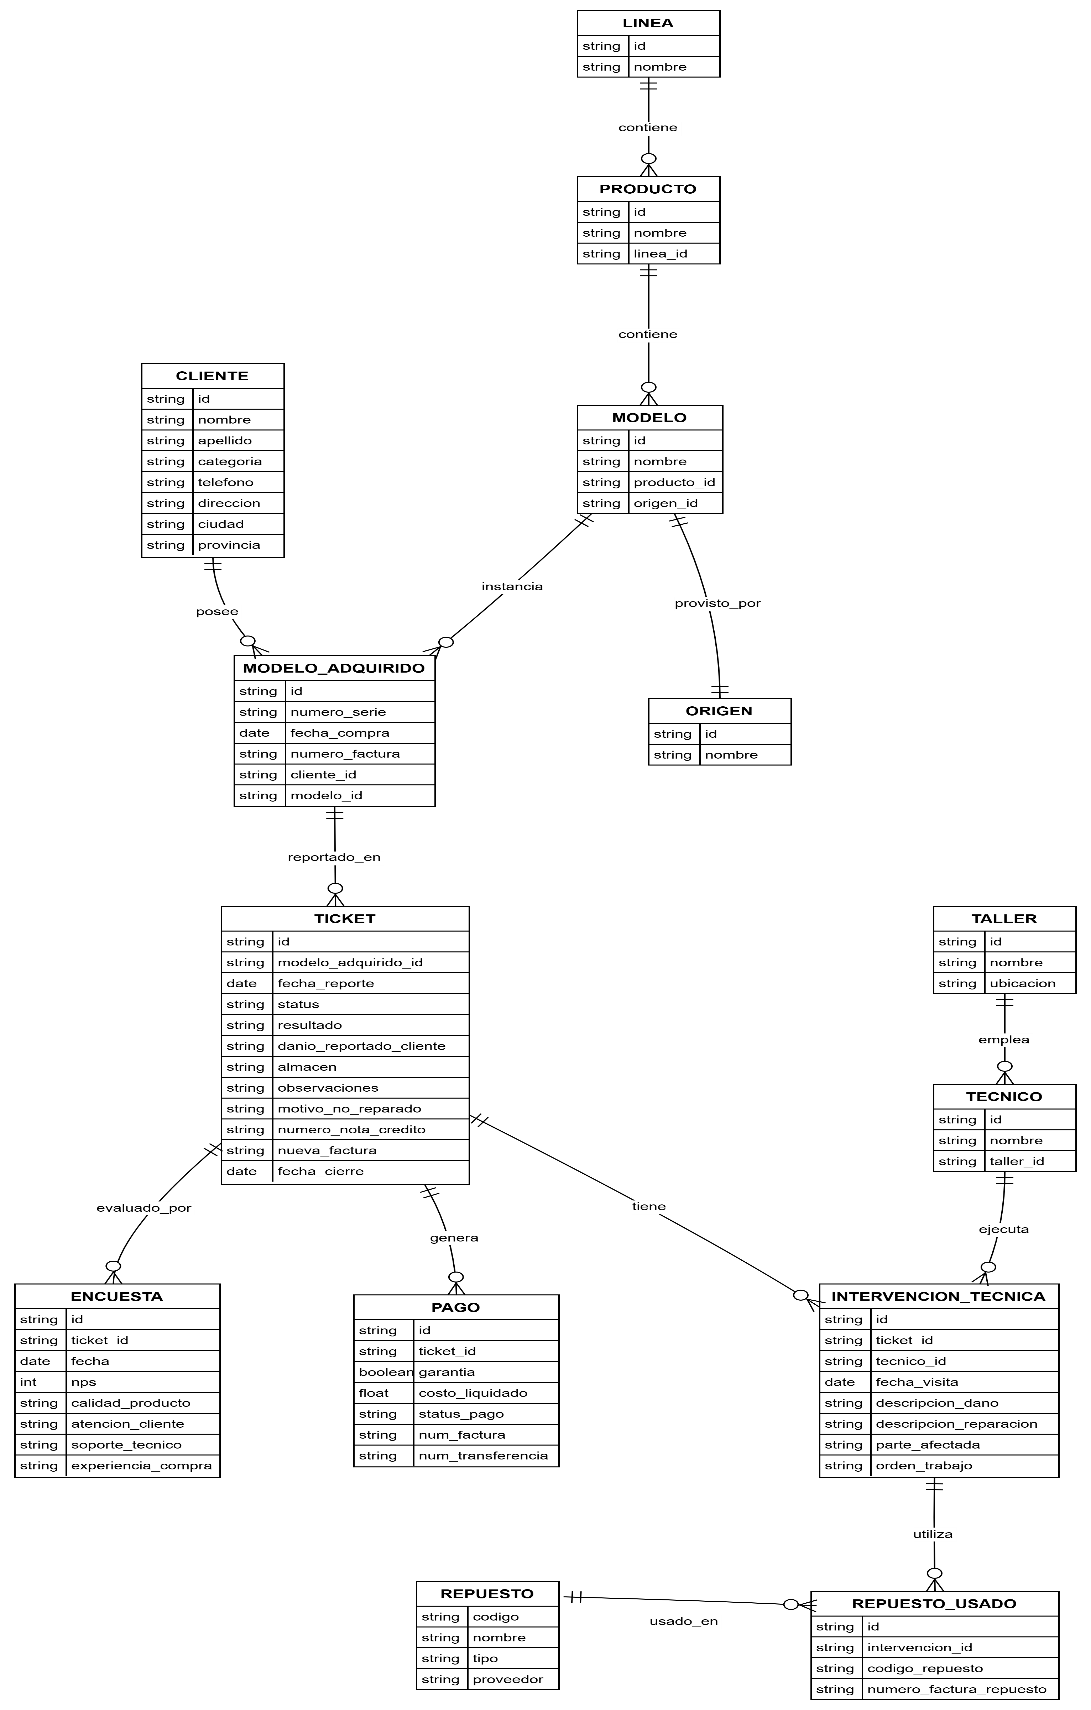 LINEA
string id
string nombre
contiene
PRODUCTO
string id
string nombre
string linea_id
contiene
MODELO
string id
string nombre
string producto_id
string origen_id
CLIENTE
string id
string nombre
string apellido
string categoria
string telefono
string direccion
string ciudad
string provincia
instancia
provisto_por
posee
MODELO_ADQUIRIDO
string id
string numero_serie
date fecha_compra
string numero_factura
string cliente_id
string modelo_id
ORIGEN
string id
string nombre
reportado_en
TICKET
string id
string modelo_adquirido_id
date fecha_reporte
string status
string resultado
string danio_reportado_cliente
string almacen
string observaciones
string motivo_no_reparado
string numero_nota_credito
string nueva_factura
date fecha_cierre
TALLER
string id
string nombre
string ubicacion
emplea
TECNICO
string id
string nombre
string taller_id
evaluado_por
genera
tiene
ejecuta
ENCUESTA
string id
string ticket_id
date fecha
int nps
string calidad_producto
string atencion_cliente
string soporte_tecnico
string experiencia_compra
PAGO
string id
string ticket_id
boolean garantia
float costo_liquidado
string status_pago
string num_factura
string num_transferencia
INTERVENCION_TECNICA
string id
string ticket_id
string tecnico_id
date fecha_visita
string descripcion_dano
string descripcion_reparacion
string parte_afectada
string orden_trabajo
utiliza
REPUESTO
string codigo
string nombre
string tipo
string proveedor
usado_en
REPUESTO_USADO
string id
string intervencion_id
string codigo_repuesto
string numero_factura_repuesto